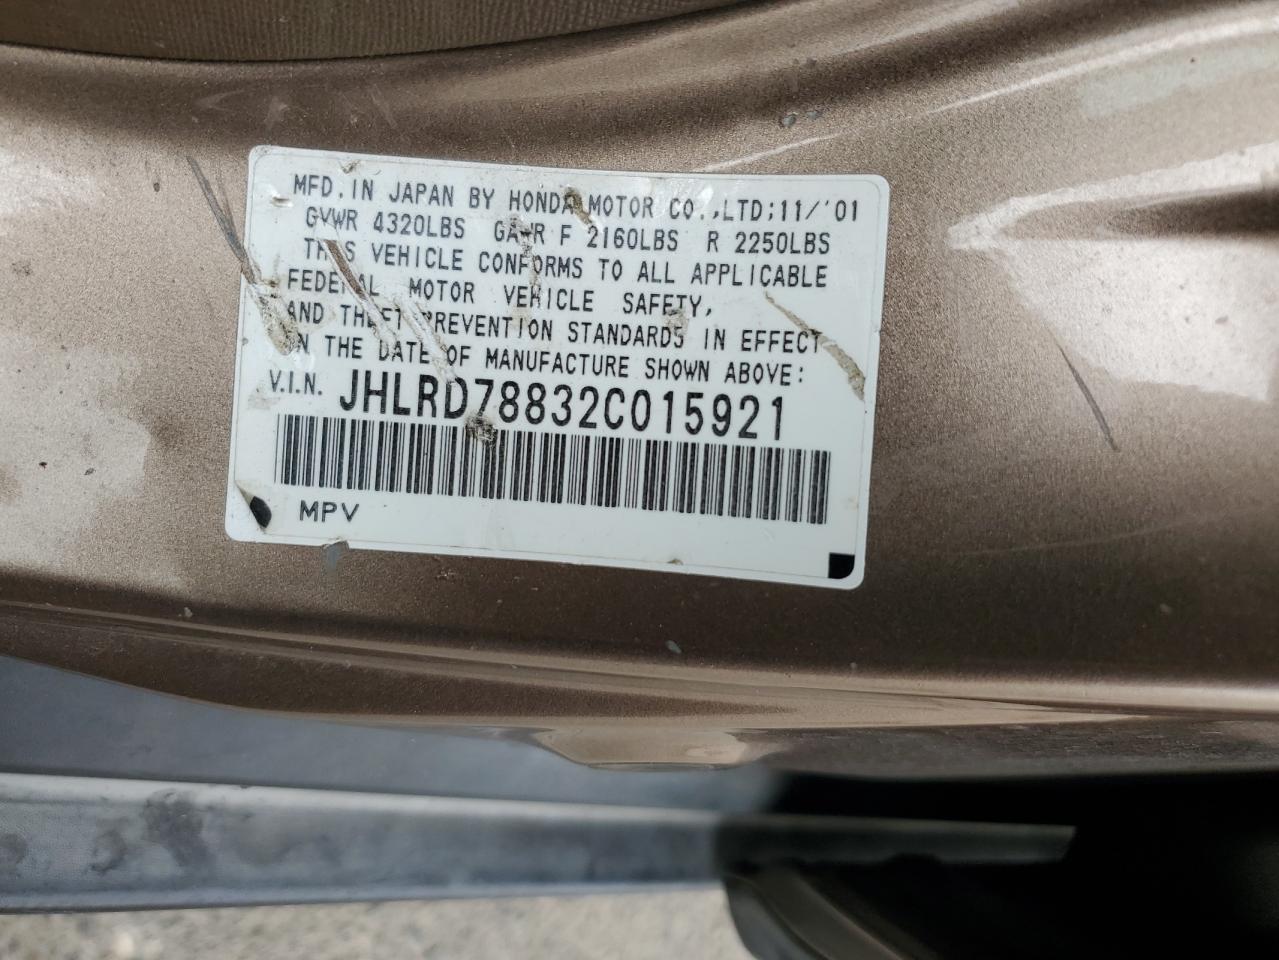 MFD. IN JAPAN BY HONDA MOTOR CO., LTD; 11/'01
GVWR 4320LBS GAWR F 2160LBS R 2250LBS
THIS VEHICLE CONFORMS TO ALL APPLICABLE
FEDERAL MOTOR VEHICLE SAFETY,
AND THEFT PREVENTION STANDARDS IN EFFECT
ON THE DATE OF MANUFACTURE SHOWN ABOVE:
V.I.N. JHLRD78832C015921
MPV